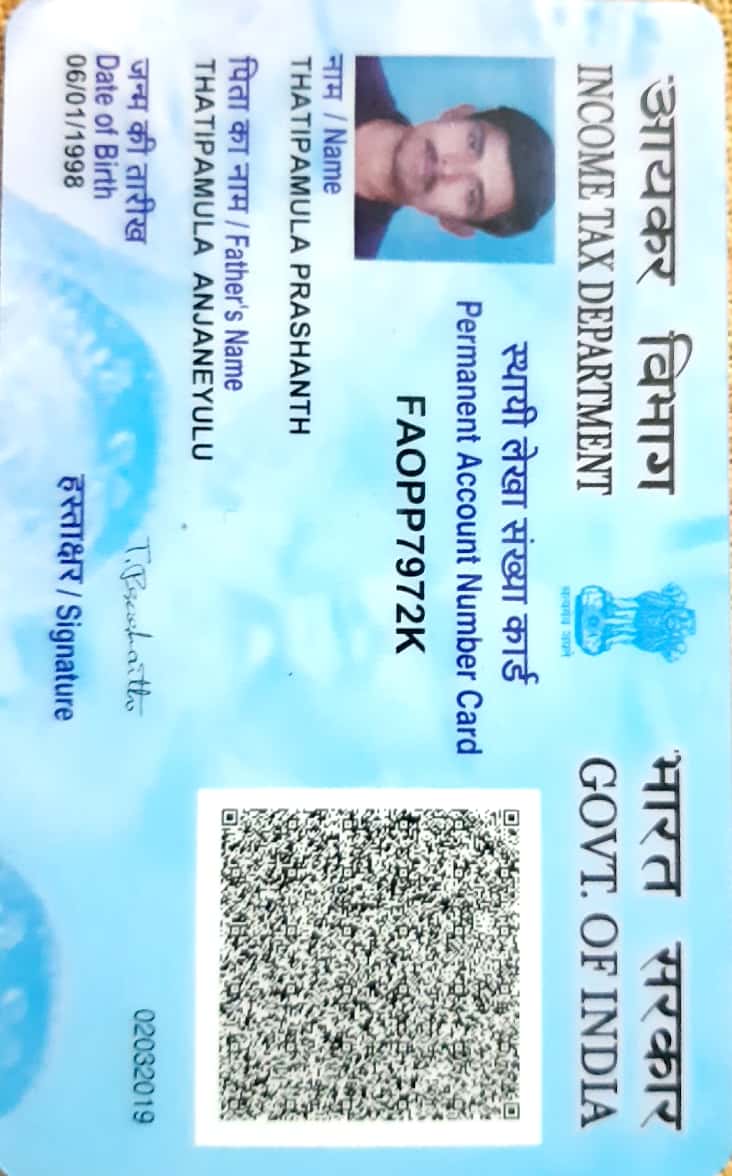 आयकर विभाग
INCOME TAX DEPARTMENT
सत्यमेव जयते
भारत सरकार
GOVT. OF INDIA
स्थायी लेखा संख्या कार्ड
Permanent Account Number Card
FAOPP7972K
नाम / Name
THATIPAMULA PRASHANTH
पिता का नाम / Father's Name
THATIPAMULA ANJANEYULU
जन्म की तारीख
Date of Birth
06/01/1998
T. Prashanth
हस्ताक्षर / Signature
02032019